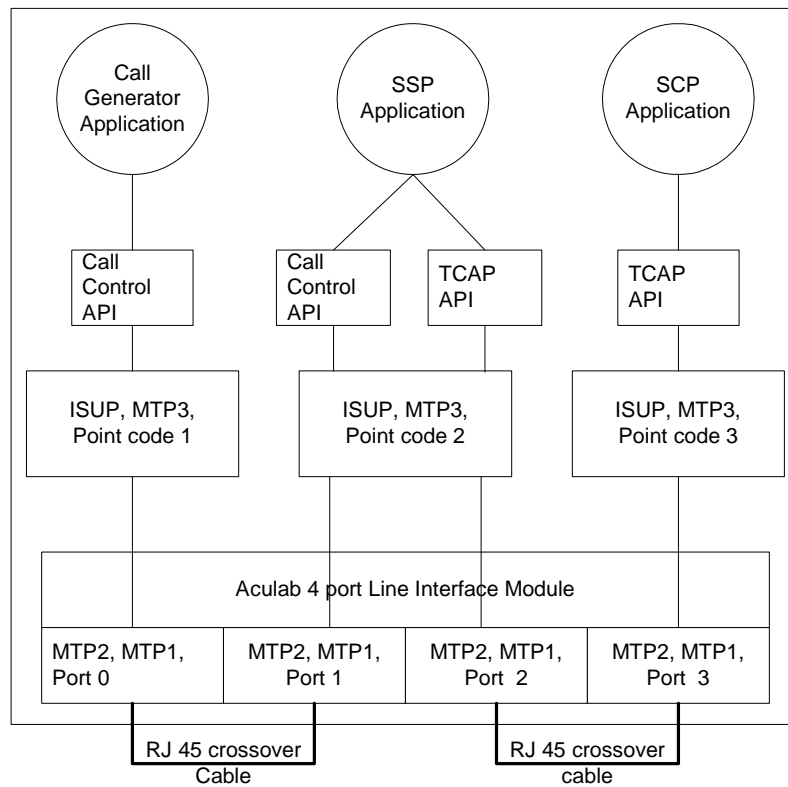 Call
Generator
Application
SSP
Application
SCP
Application
Call
Control
API
Call
Control
API
TCAP
API
TCAP
API
ISUP, MTP3,
Point code 1
ISUP, MTP3,
Point code 2
ISUP, MTP3,
Point code 3
Aculab 4 port Line Interface Module
MTP2, MTP1,
Port 0
MTP2, MTP1,
Port 1
MTP2, MTP1,
Port 2
MTP2, MTP1,
Port 3
RJ 45 crossover
Cable
RJ 45 crossover
cable